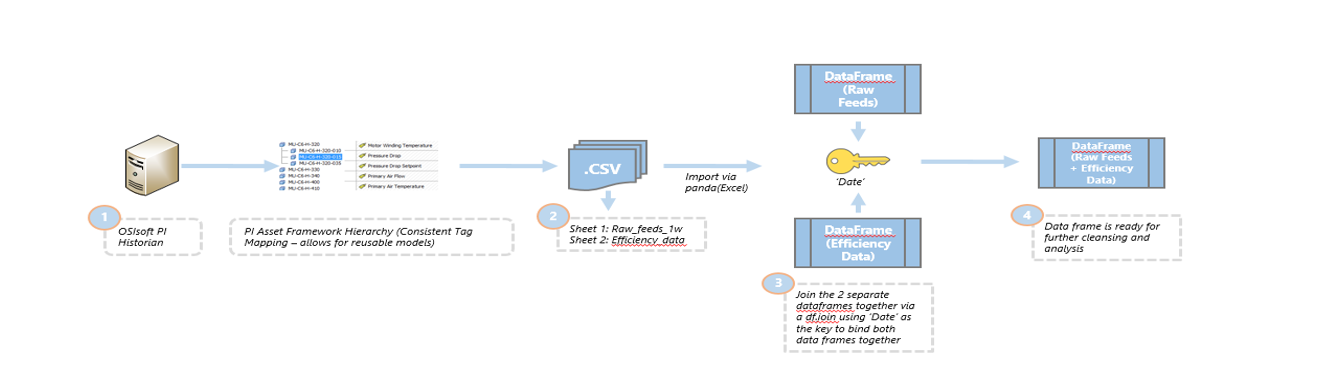 DataFrame
(Raw
Feeds)
MU-C6-H-320
MU-C6-H-320-010
MU-C6-H-320-015
MU-C6-H-320-035
MU-C6-H-330
MU-C6-H-340
MU-C6-H-400
MU-C6-H-410
Motor Winding Temperature
Pressure Drop
Pressure Drop Setpoint
Primary Air Flow
Primary Air Temperature
.CSV
Import via
panda(Excel)
'Date'
DataFrame
(Raw Feeds
+ Efficiency
Data)
1
OSIsoft PI
Historian
PI Asset Framework Hierarchy (Consistent Tag
Mapping – allows for reusable models)
2
Sheet 1: Raw_feeds_1w
Sheet 2: Efficiency_data
DataFrame
(Efficiency
Data)
3
Join the 2 separate
dataframes together via
a df.join using 'Date' as
the key to bind both
data frames together
4
Data frame is ready for
further cleansing and
analysis